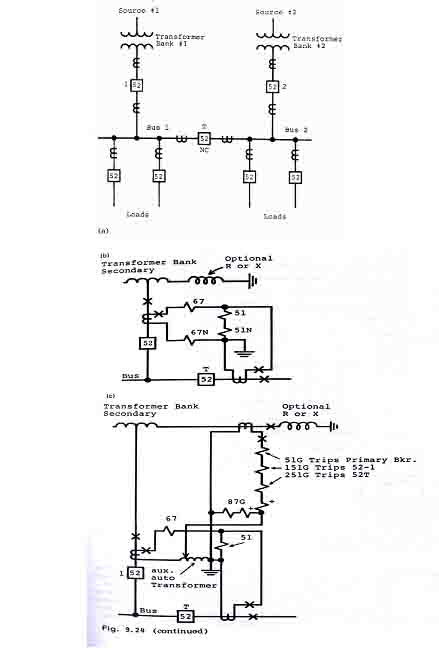 Source #1
Source #2
Transformer
Bank #1
Transformer
Bank #2
1
52
52
2
Bus 1
T
Bus 2
52
NC
52
52
52
52
Loads
Loads
(a)
(b)
Transformer Bank
Secondary
Optional
R or X
67
51
67N
51N
52
Bus
T
52
(c)
Transformer Bank
Secondary
Optional
R or X
51G Trips Primary Bkr.
151G Trips 52-1
251G Trips 52T
87G
+
+
67
51
aux.
auto
Transformer
1
52
Bus
T
52
Fig. 9.24 (continued)